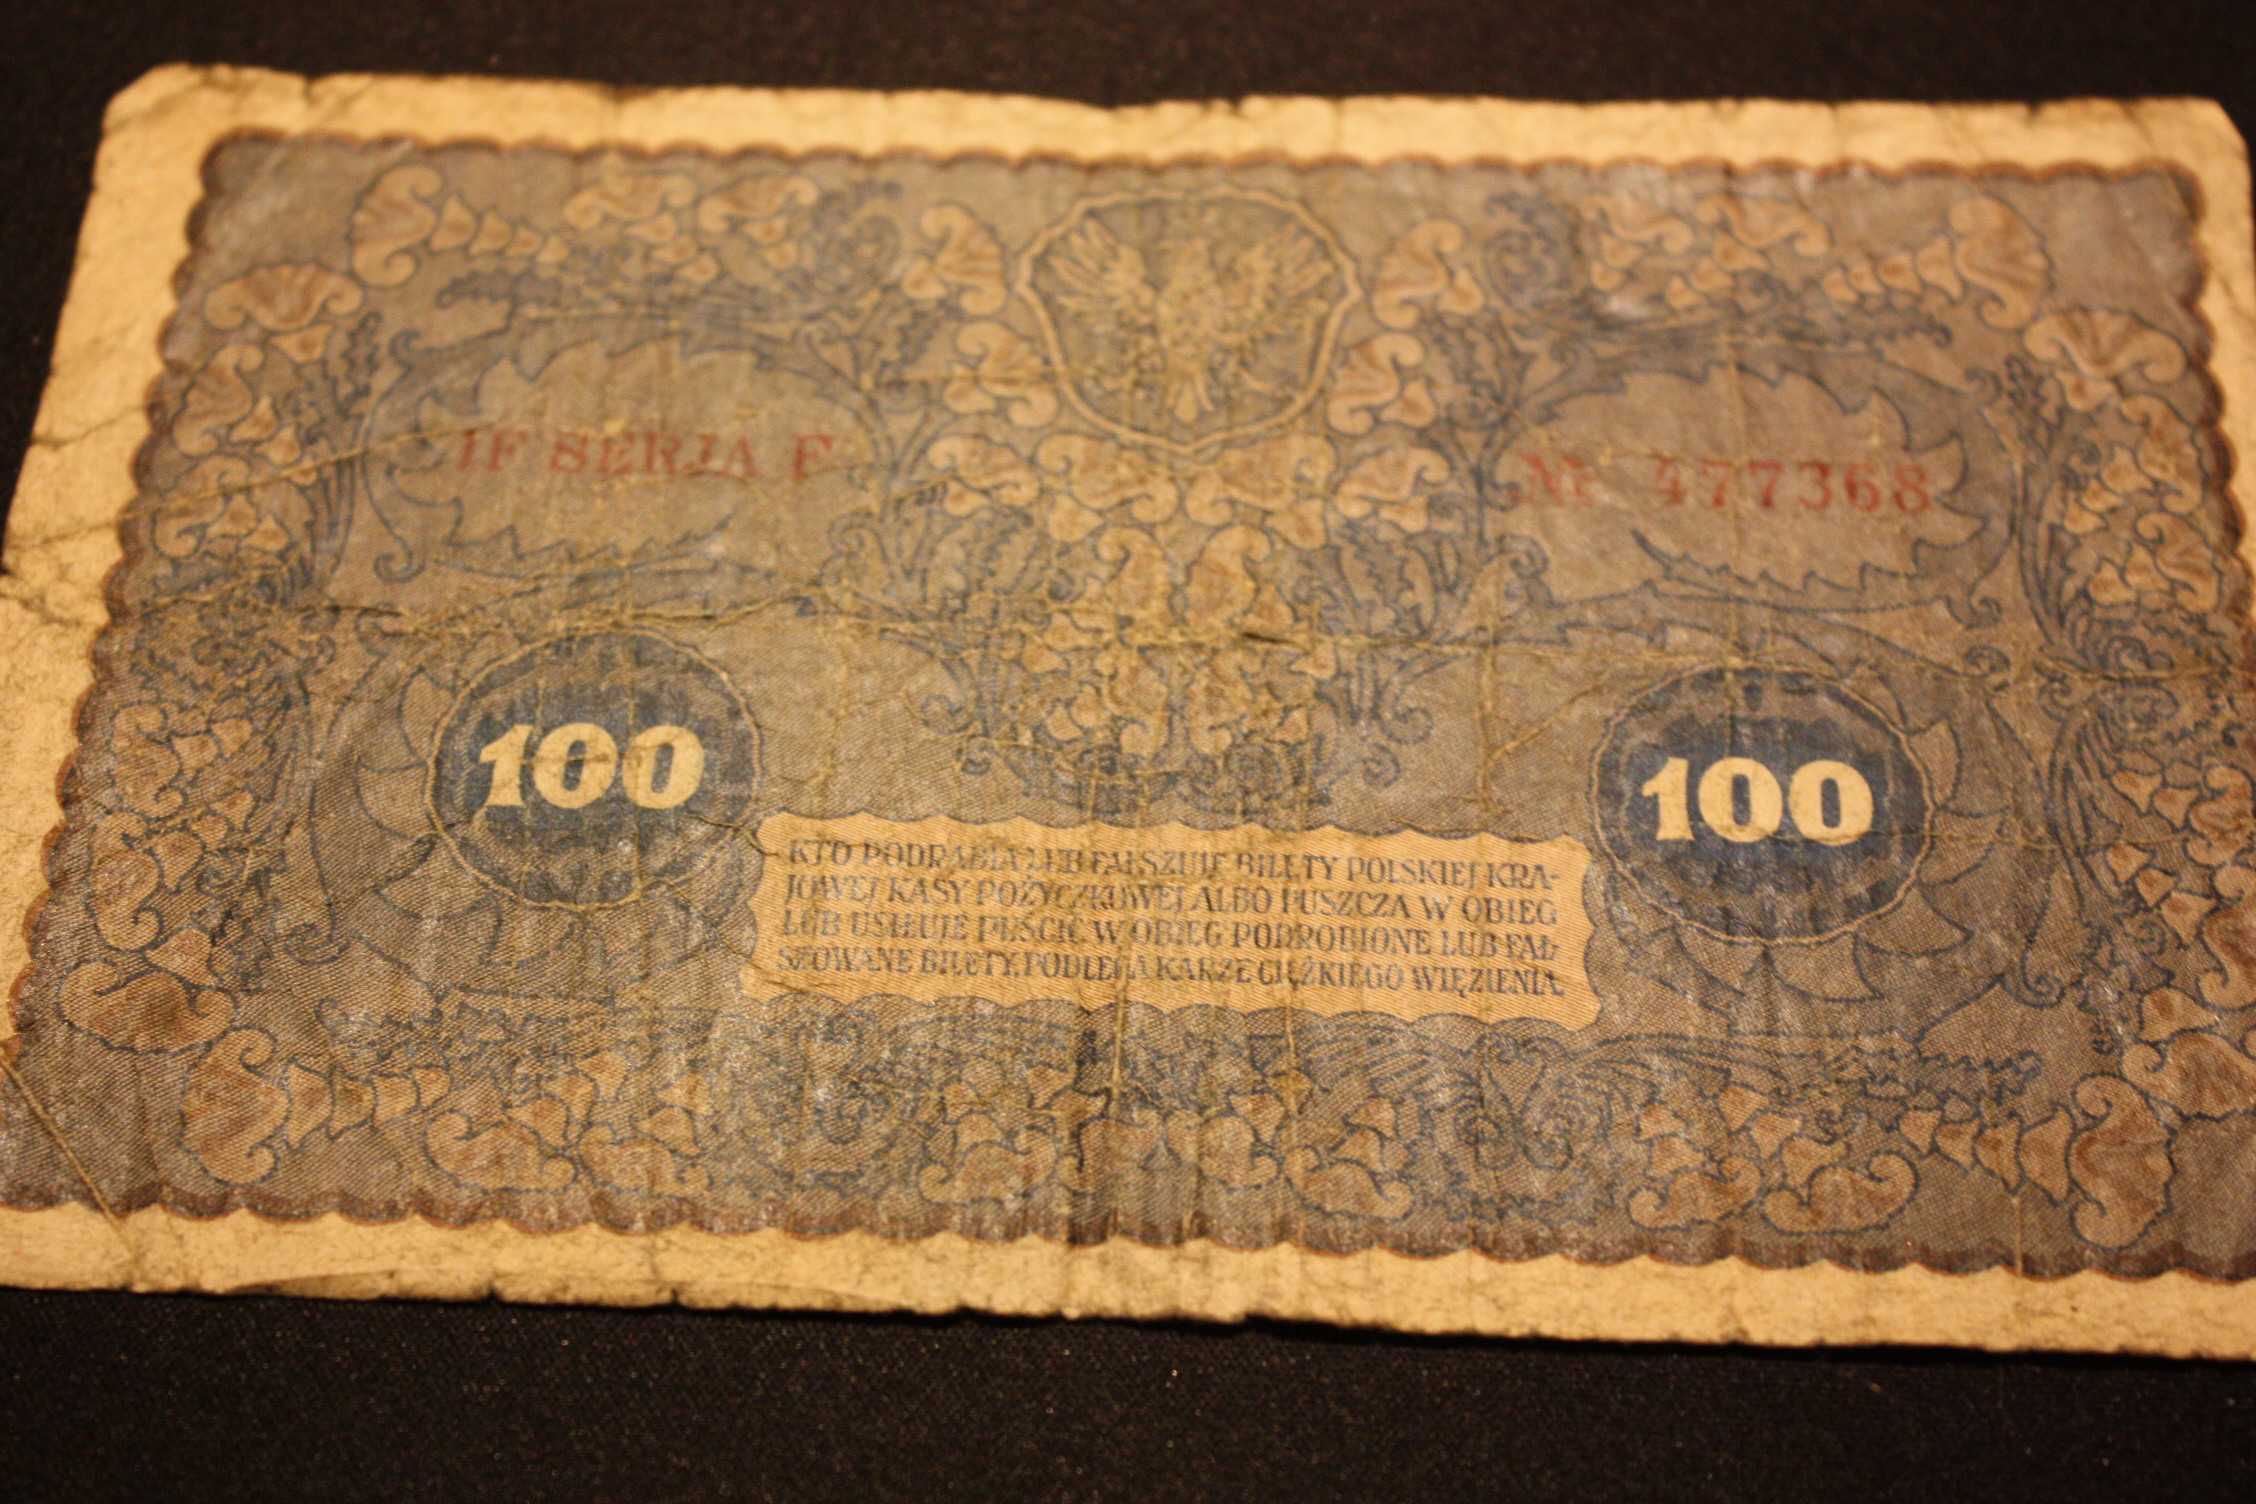 IF SERJA F
№ 477368
100
100
KTO PODRABIA LUB FAŁSZUJE BILETY POLSKIEJ KRA-
JOWEJ KASY POŻYCZKOWEJ ALBO PUSZCZA W OBIEG
LUB USIŁUJE PUŚCIĆ W OBIEG PODROBIONE LUB FAŁ-
SZOWANE BILETY, PODLEGA KARZE CIĘŻKIEGO WIĘZIENIA.